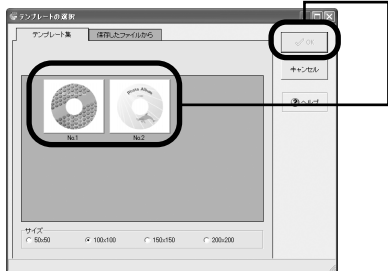 テンプレートの選択
テンプレート集 保存したファイルから
OK
キャンセル
ヘルプ
Photo Album
No.1 No.2
サイズ
50x50 100x100 150x150 200x200